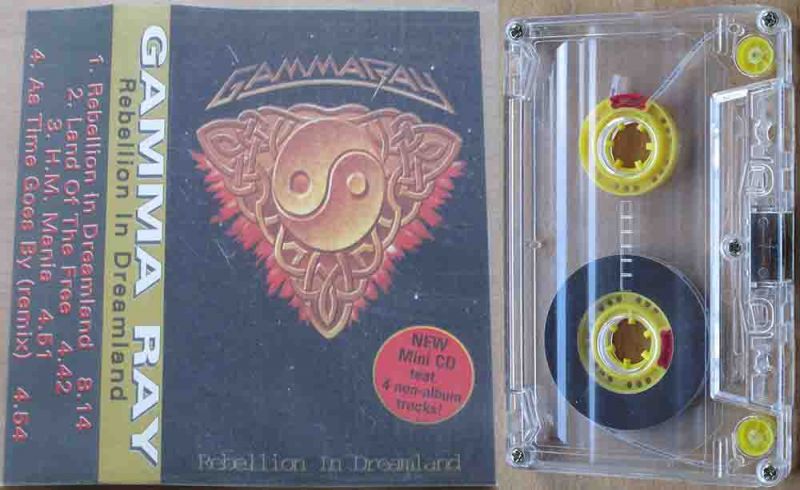 1. Rebellion In Dreamland 8.14
2. Land Of The Free 4.42
3. H.M. Mania 4.51
4. As Time Goes By (remix) 4.54
GAMMA RAY
Rebellion In Dreamland
GAMMARAY
NEW
Mini CD
feat.
4 non-album
tracks!
Rebellion In Dreamland